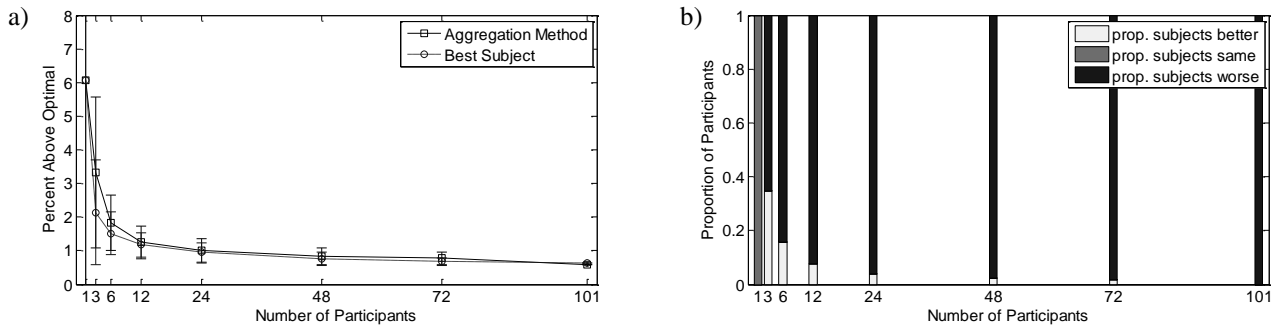 a)
8
7
6
5
4
3
2
1
0
Percent Above Optimal
Aggregation Method
Best Subject
1 3 6 12 24 48 72 101
Number of Participants
b)
1
0.8
0.6
0.4
0.2
0
Proportion of Participants
prop. subjects better
prop. subjects same
prop. subjects worse
1 3 6 12 24 48 72 101
Number of Participants